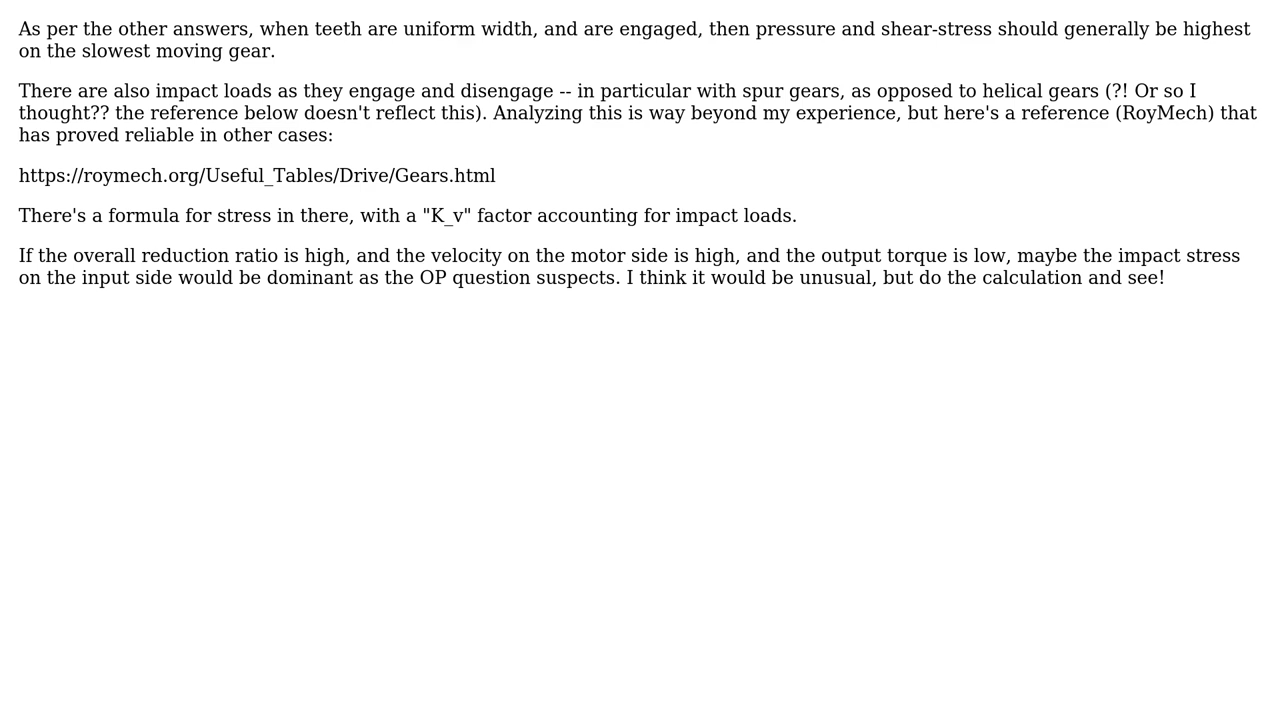 As per the other answers, when teeth are uniform width, and are engaged, then pressure and shear-stress should generally be highest
on the slowest moving gear.
There are also impact loads as they engage and disengage -- in particular with spur gears, as opposed to helical gears (?! Or so I
thought?? the reference below doesn't reflect this). Analyzing this is way beyond my experience, but here's a reference (RoyMech) that
has proved reliable in other cases:
https://roymech.org/Useful_Tables/Drive/Gears.html
There's a formula for stress in there, with a "K_v" factor accounting for impact loads.
If the overall reduction ratio is high, and the velocity on the motor side is high, and the output torque is low, maybe the impact stress
on the input side would be dominant as the OP question suspects. I think it would be unusual, but do the calculation and see!